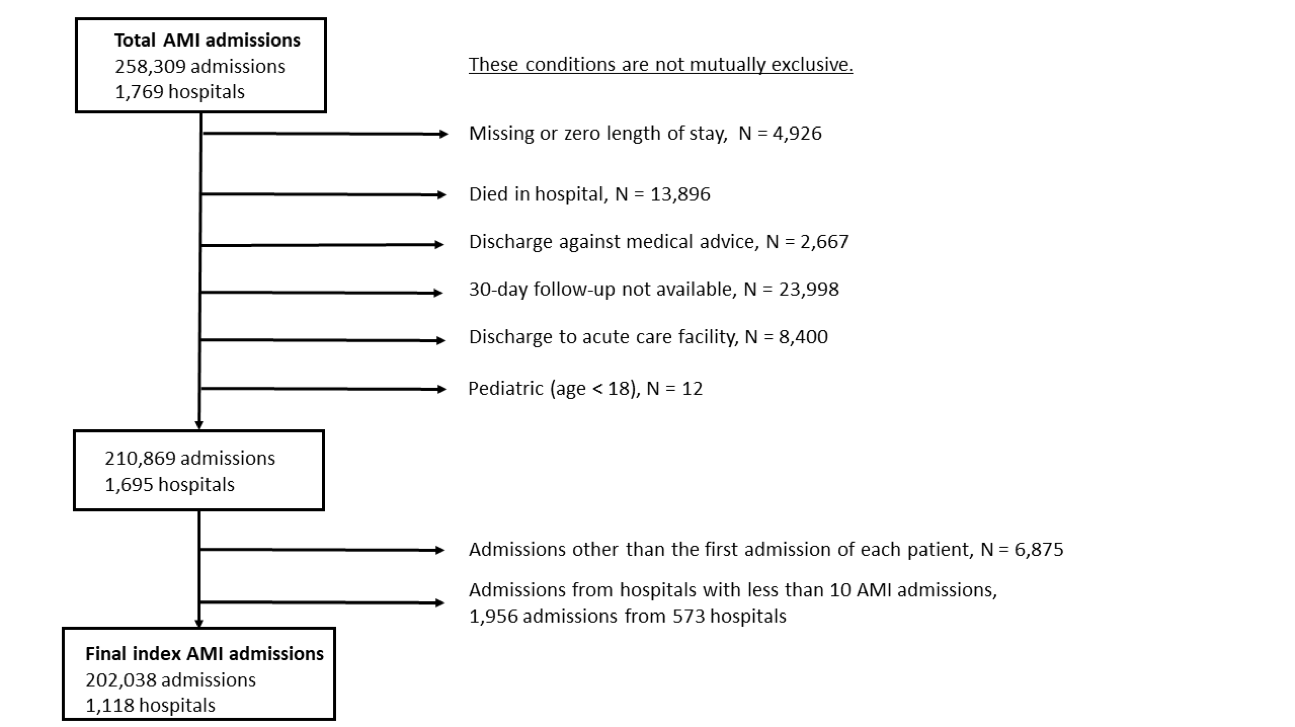 Total AMI admissions
258,309 admissions
1,769 hospitals
These conditions are not mutually exclusive.
Missing or zero length of stay, N = 4,926
Died in hospital, N = 13,896
Discharge against medical advice, N = 2,667
30-day follow-up not available, N = 23,998
Discharge to acute care facility, N = 8,400
Pediatric (age < 18), N = 12
210,869 admissions
1,695 hospitals
Admissions other than the first admission of each patient, N = 6,875
Admissions from hospitals with less than 10 AMI admissions,
1,956 admissions from 573 hospitals
Final index AMI admissions
202,038 admissions
1,118 hospitals